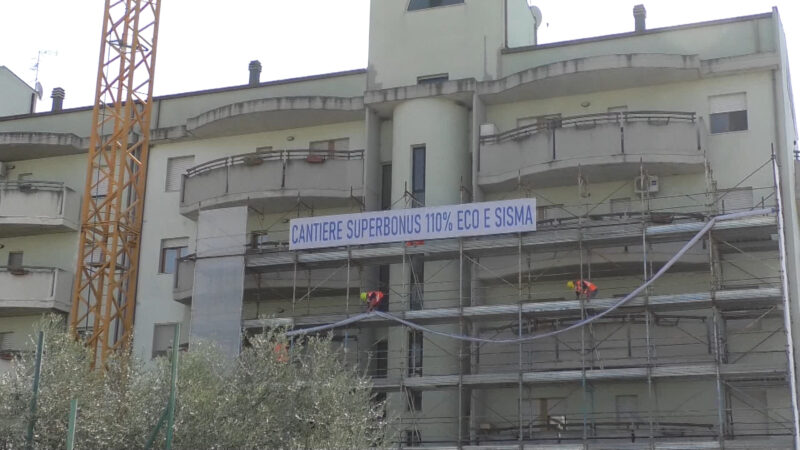 CANTIERE SUPERBONUS 110% ECO E SISMA